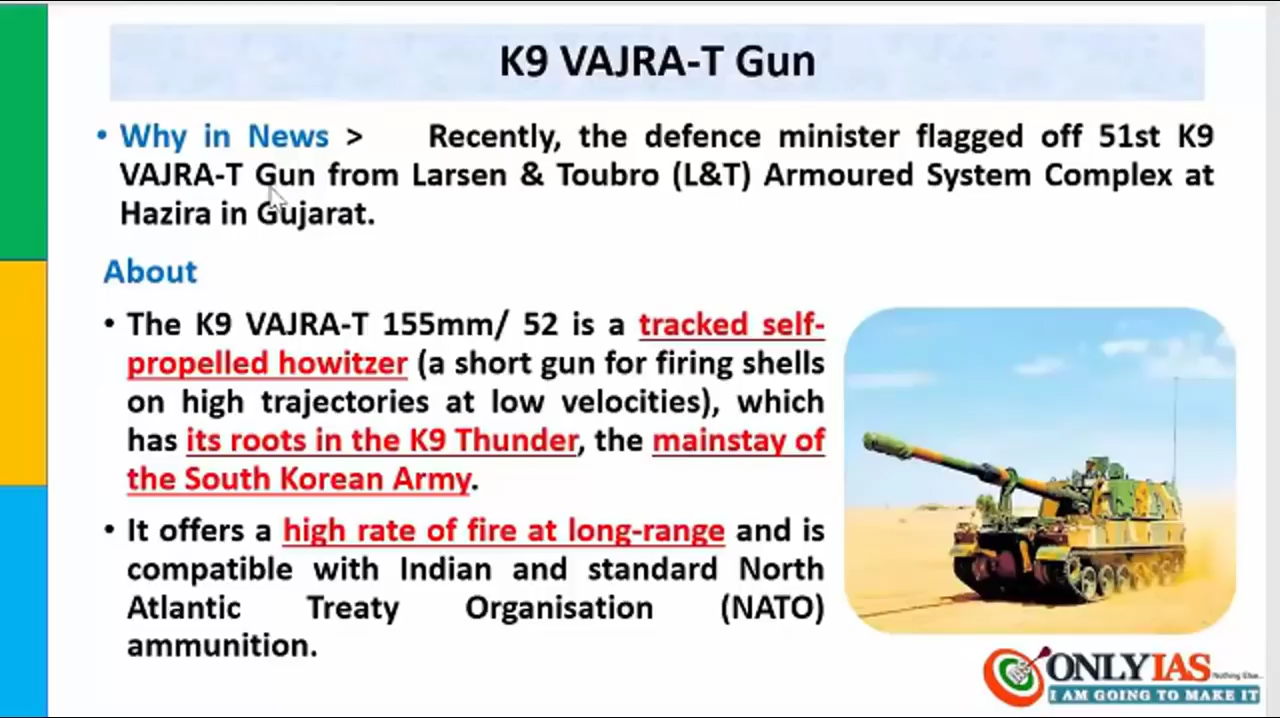 K9 VAJRA-T Gun
• Why in News > Recently, the defence minister flagged off 51st K9
VAJRA-T Gun from Larsen & Toubro (L&T) Armoured System Complex at
Hazira in Gujarat.
About
• The K9 VAJRA-T 155mm/ 52 is a tracked self-
propelled howitzer (a short gun for firing shells
on high trajectories at low velocities), which
has its roots in the K9 Thunder, the mainstay of
the South Korean Army.
• It offers a high rate of fire at long-range and is
compatible with Indian and standard North
Atlantic Treaty Organisation (NATO)
ammunition.
ONLYIAS
Nothing Else...
I AM GOING TO MAKE IT